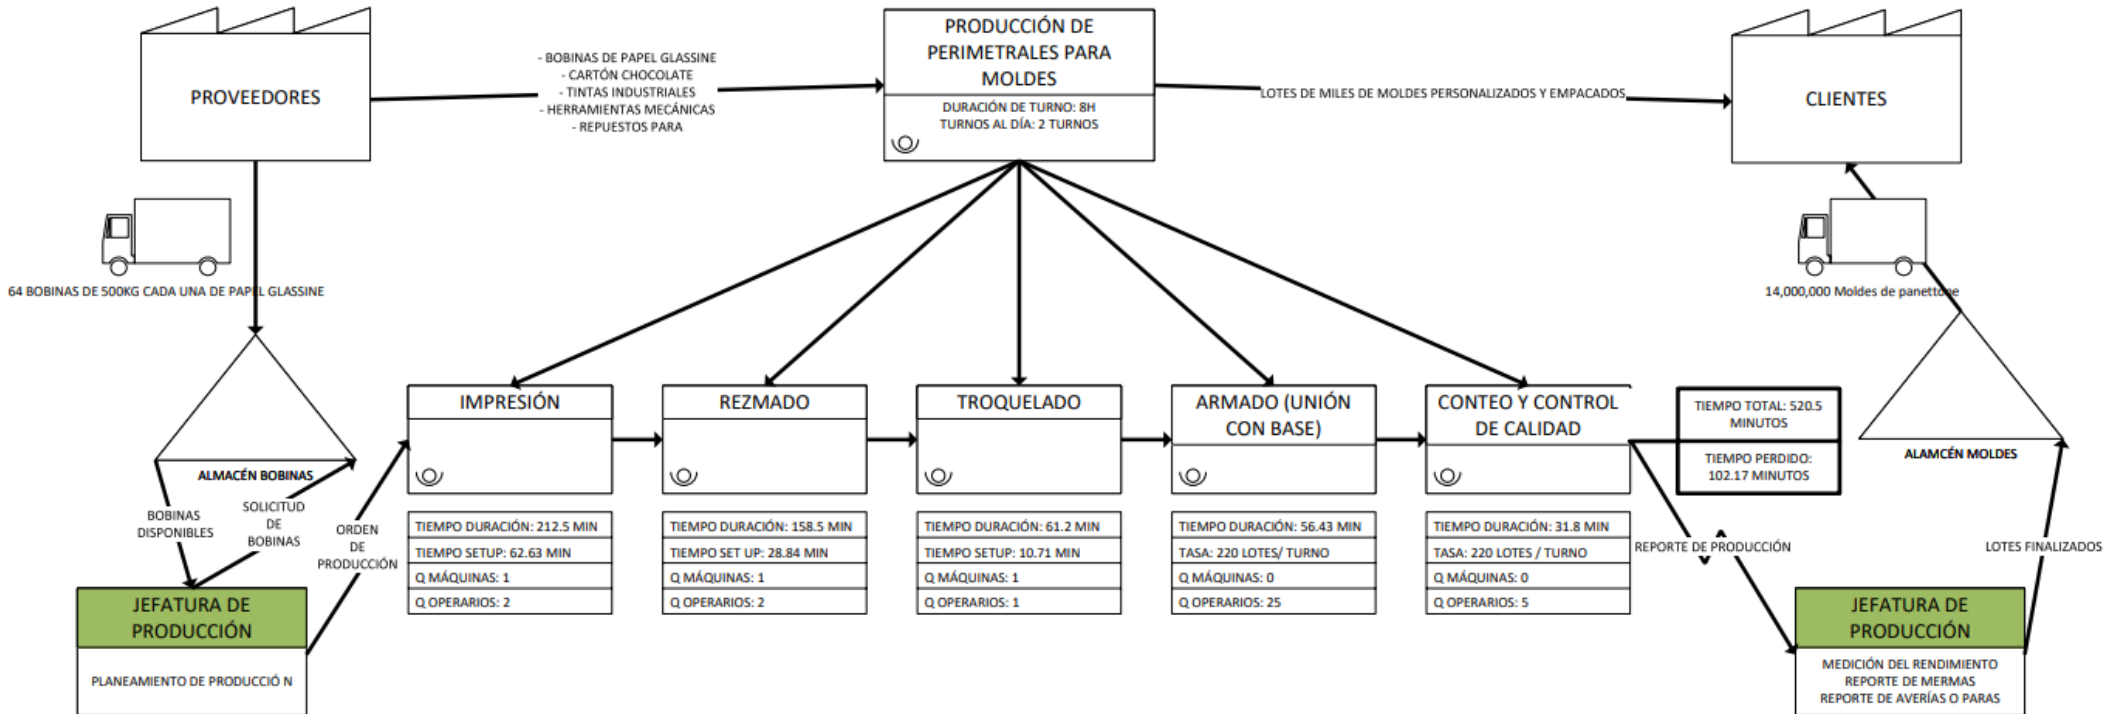 PROVEEDORES
- BOBINAS DE PAPEL GLASSINE
- CARTÓN CHOCOLATE
- TINTAS INDUSTRIALES
- HERRAMIENTAS MECÁNICAS
- REPUESTOS PARA
PRODUCCIÓN DE
PERIMETRALES PARA
MOLDES
DURACIÓN DE TURNO: 8H
TURNOS AL DÍA: 2 TURNOS
LOTES DE MILES DE MOLDES PERSONALIZADOS Y EMPACADOS
CLIENTES
64 BOBINAS DE 500KG CADA UNA DE PAPEL GLASSINE
14,000,000 Moldes de panettone
ALMACÉN BOBINAS
BOBINAS
DISPONIBLES
SOLICITUD
DE
BOBINAS
ORDEN
DE
PRODUCCIÓN
JEFATURA DE
PRODUCCIÓN
PLANEAMIENTO DE PRODUCCIÓ N
IMPRESIÓN
TIEMPO DURACIÓN: 212.5 MIN
TIEMPO SETUP: 62.63 MIN
Q MÁQUINAS: 1
Q OPERARIOS: 2
REZMADO
TIEMPO DURACIÓN: 158.5 MIN
TIEMPO SET UP: 28.84 MIN
Q MÁQUINAS: 1
Q OPERARIOS: 2
TROQUELADO
TIEMPO DURACIÓN: 61.2 MIN
TIEMPO SETUP: 10.71 MIN
Q MÁQUINAS: 1
Q OPERARIOS: 1
ARMADO (UNIÓN
CON BASE)
TIEMPO DURACIÓN: 56.43 MIN
TASA: 220 LOTES/ TURNO
Q MÁQUINAS: 0
Q OPERARIOS: 25
CONTEO Y CONTROL
DE CALIDAD
TIEMPO DURACIÓN: 31.8 MIN
TASA: 220 LOTES / TURNO
Q MÁQUINAS: 0
Q OPERARIOS: 5
TIEMPO TOTAL: 520.5
MINUTOS
TIEMPO PERDIDO:
102.17 MINUTOS
ALAMCÉN MOLDES
REPORTE DE PRODUCCIÓN
LOTES FINALIZADOS
JEFATURA DE
PRODUCCIÓN
MEDICIÓN DEL RENDIMIENTO
REPORTE DE MERMAS
REPORTE DE AVERÍAS O PARAS